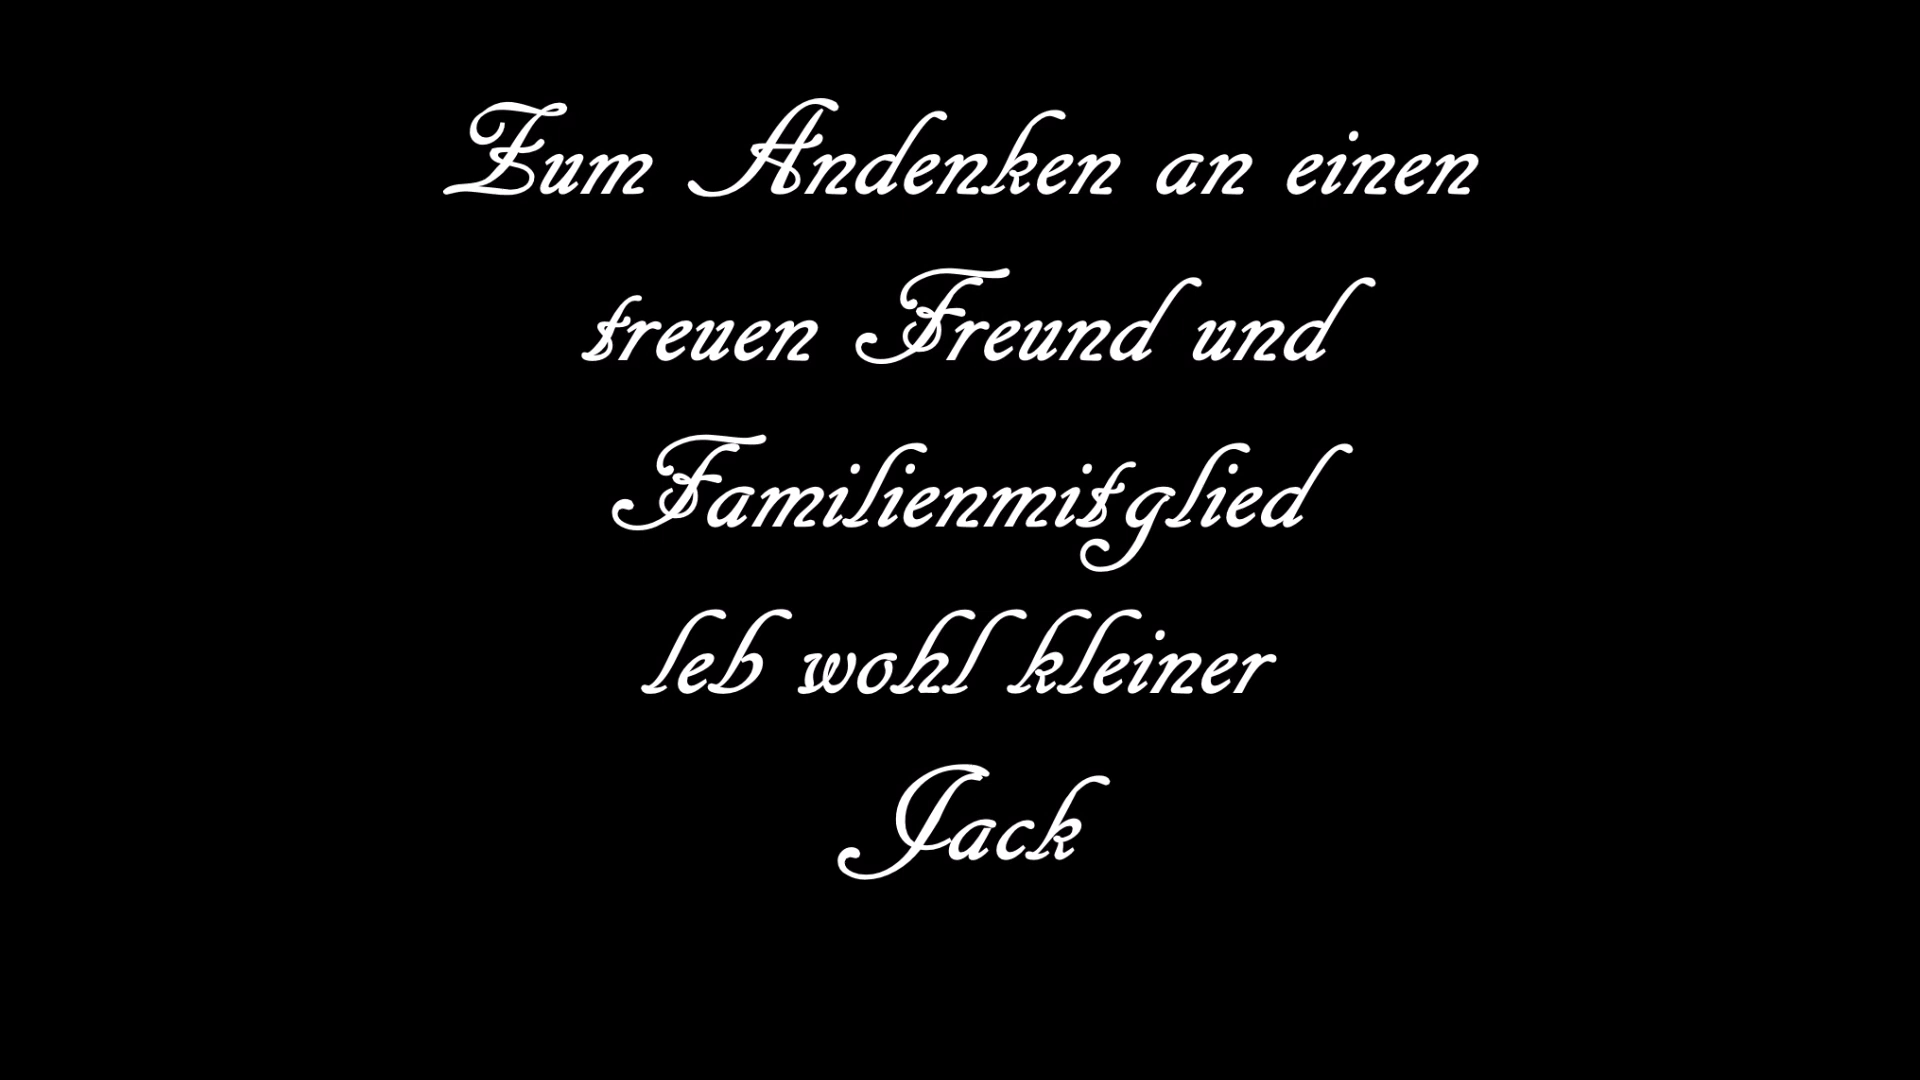 Zum Andenken an einen
treuen Freund und
Familienmitglied
leb wohl kleiner
Jack